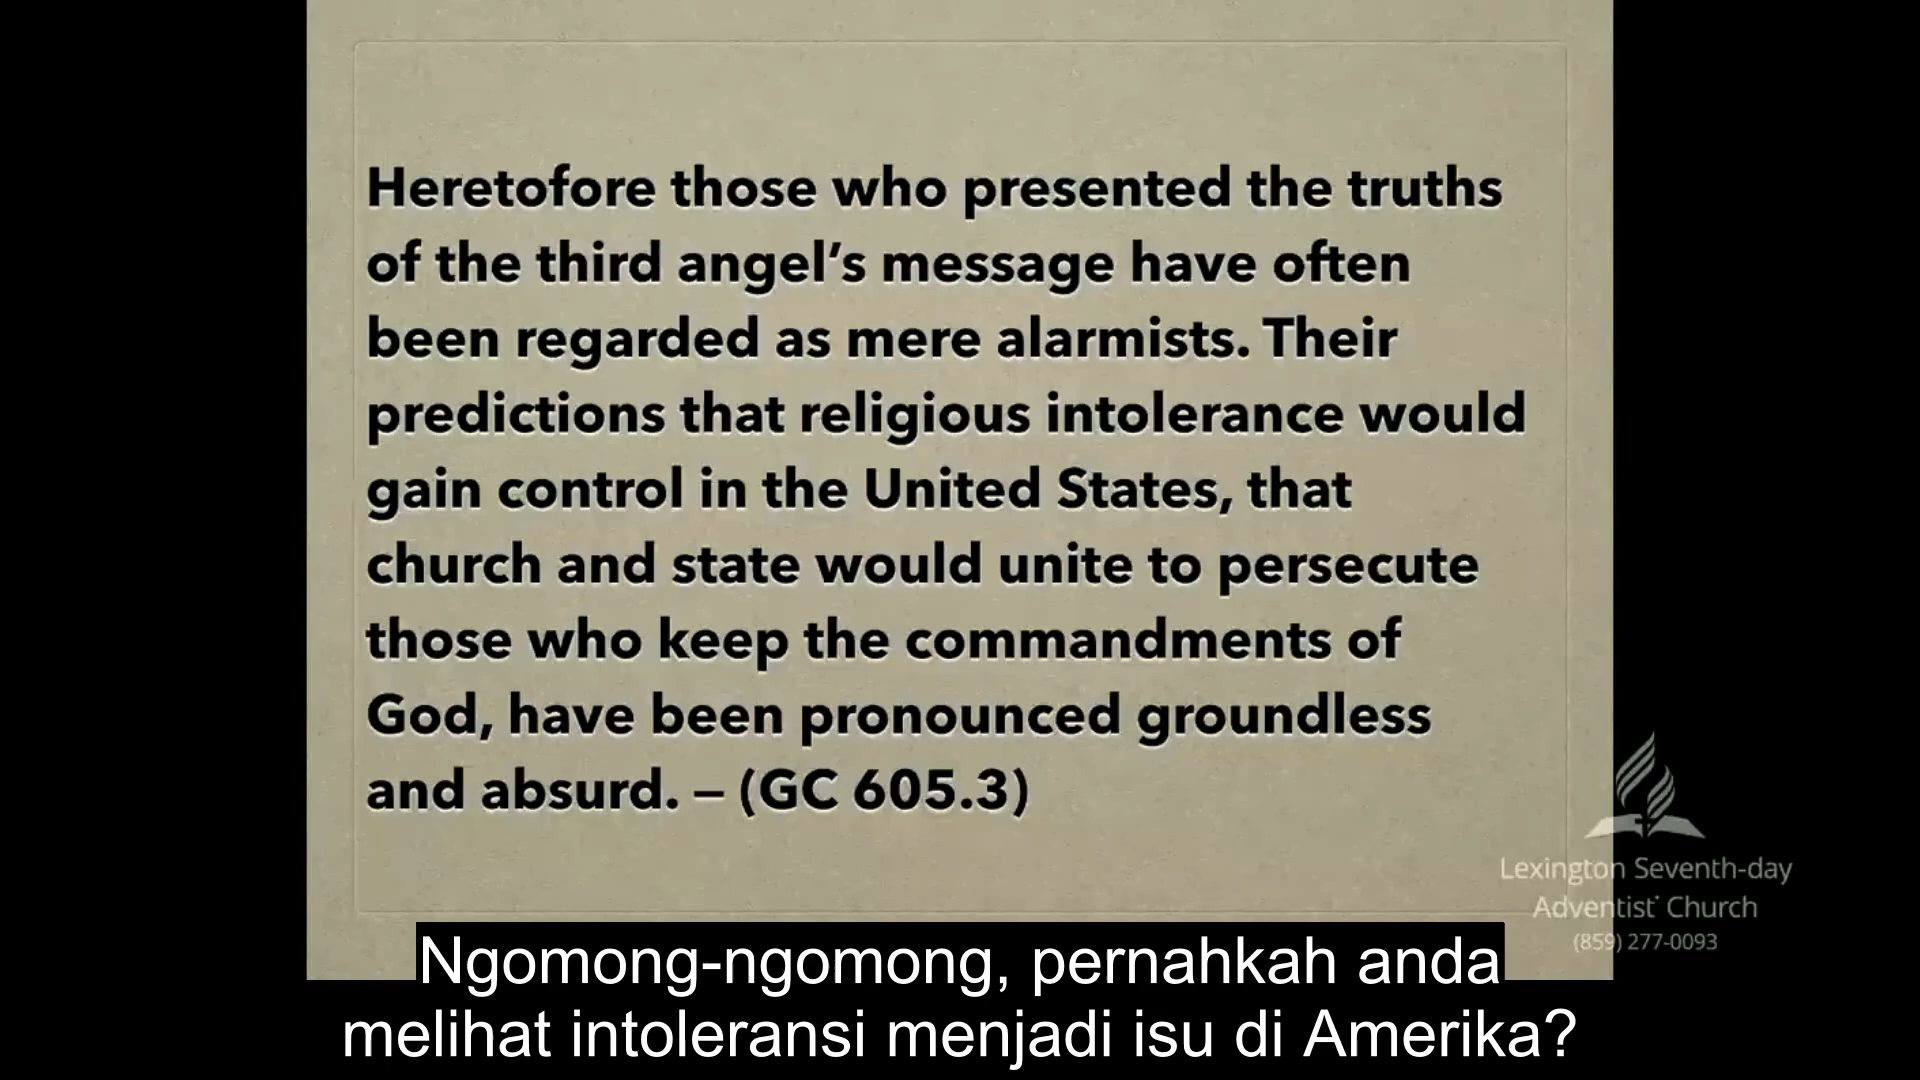 Heretofore those who presented the truths
of the third angel’s message have often
been regarded as mere alarmists. Their
predictions that religious intolerance would
gain control in the United States, that
church and state would unite to persecute
those who keep the commandments of
God, have been pronounced groundless
and absurd. – (GC 605.3)
Lexington Seventh-day
Adventist Church
(859) 277-0093
Ngomong-ngomong, pernahkah anda
melihat intoleransi menjadi isu di Amerika?